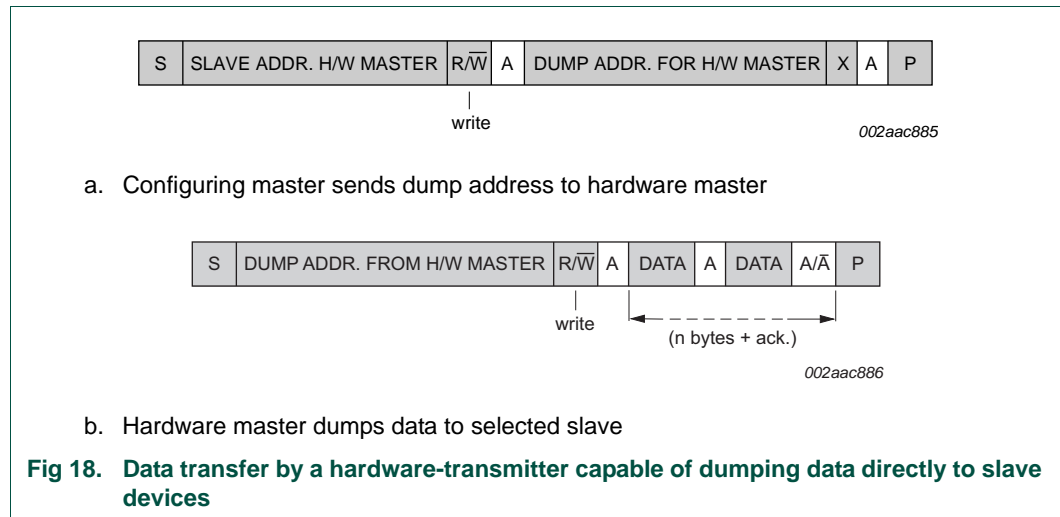 S SLAVE ADDR. H/W MASTER R/W̅ A DUMP ADDR. FOR H/W MASTER X A P
write
002aac885
a. Configuring master sends dump address to hardware master
S DUMP ADDR. FROM H/W MASTER R/W̅ A DATA A DATA A/A̅ P
write
(n bytes + ack.)
002aac886
b. Hardware master dumps data to selected slave
Fig 18. Data transfer by a hardware-transmitter capable of dumping data directly to slave
devices